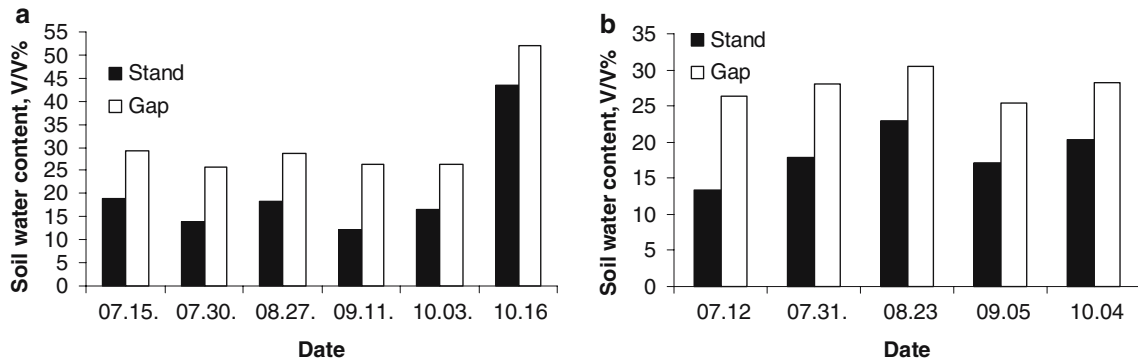 a
Soil water content, V/V%
55
50
45
40
35
30
25
20
15
10
5
0
Stand
Gap
07.15. 07.30. 08.27. 09.11. 10.03. 10.16
Date
b
Soil water content, V/V%
35
30
25
20
15
10
5
0
Stand
Gap
07.12 07.31. 08.23 09.05 10.04
Date